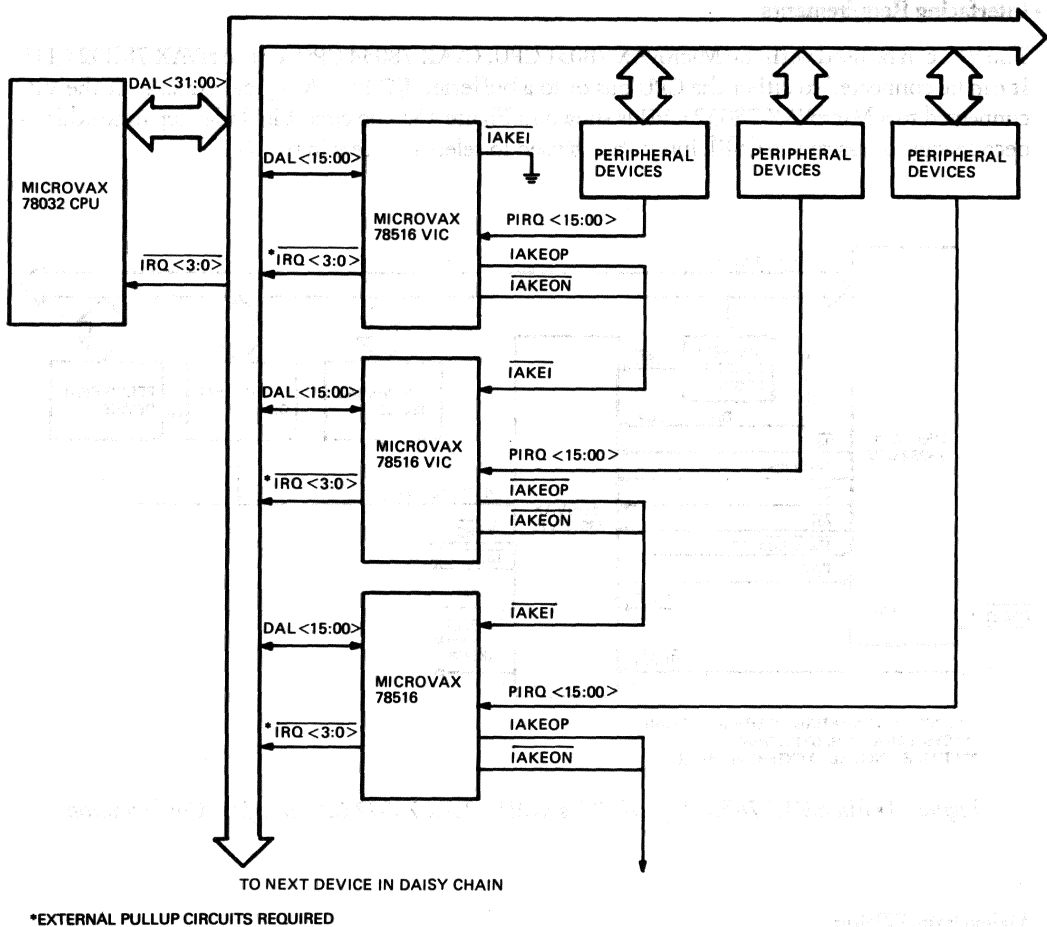 Interfacing Requirements
DAL<31:00>
MICROVAX
78032 CPU
IRQ <3:0>
DAL <15:00>
IAKEI
MICROVAX
78516 VIC
PIRQ <15:00>
*IRQ <3:0>
IAKEOP
IAKEON
PERIPHERAL
DEVICES
PERIPHERAL
DEVICES
PERIPHERAL
DEVICES
DAL <15:00>
IAKEI
MICROVAX
78516 VIC
PIRQ <15:00>
*IRQ <3:0>
IAKEOP
IAKEON
DAL <15:00>
IAKEI
MICROVAX
78516
PIRQ <15:00>
*IRQ <3:0>
IAKEOP
IAKEON
TO NEXT DEVICE IN DAISY CHAIN
*EXTERNAL PULLUP CIRCUITS REQUIRED